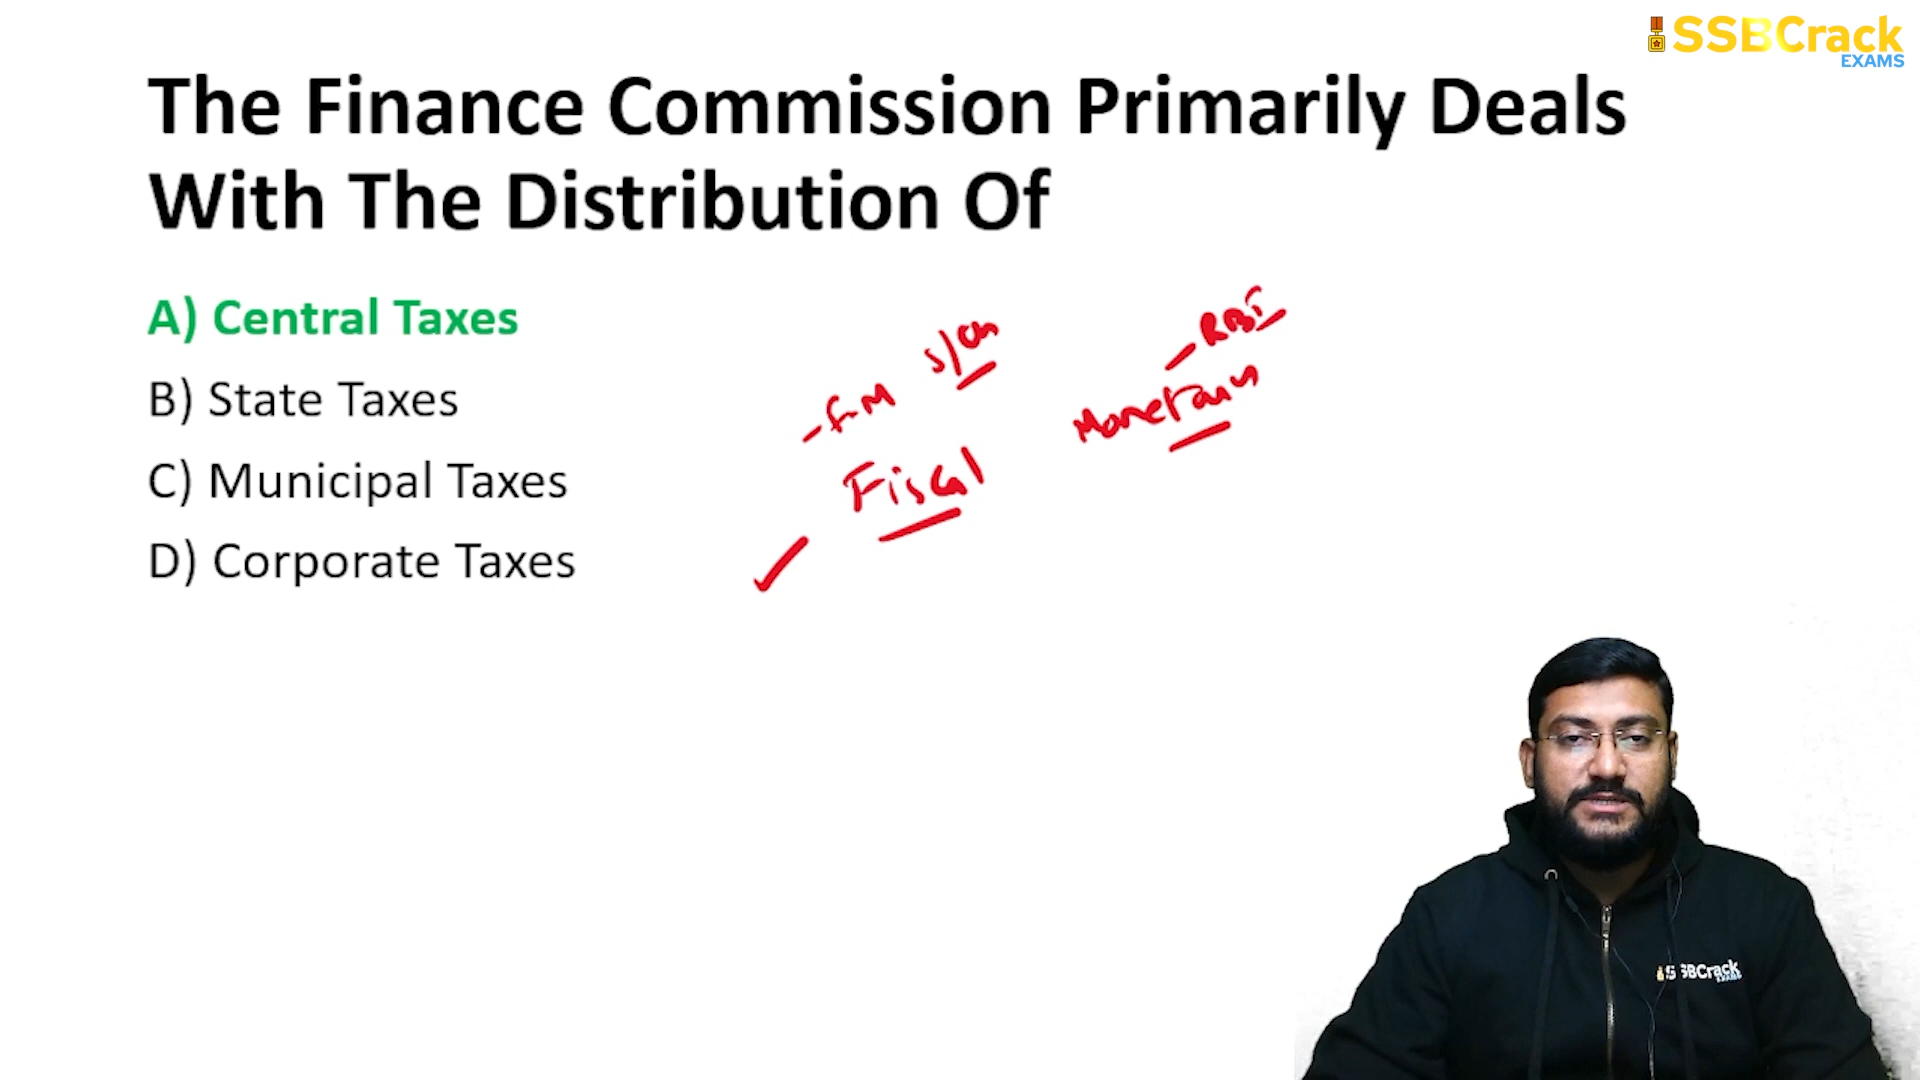 SSBCrack
EXAMS
The Finance Commission Primarily Deals
With The Distribution Of
A) Central Taxes
B) State Taxes
C) Municipal Taxes
D) Corporate Taxes
- RBI
Monetary
- F.M
Fiscal
SSBCrack
EXAMS